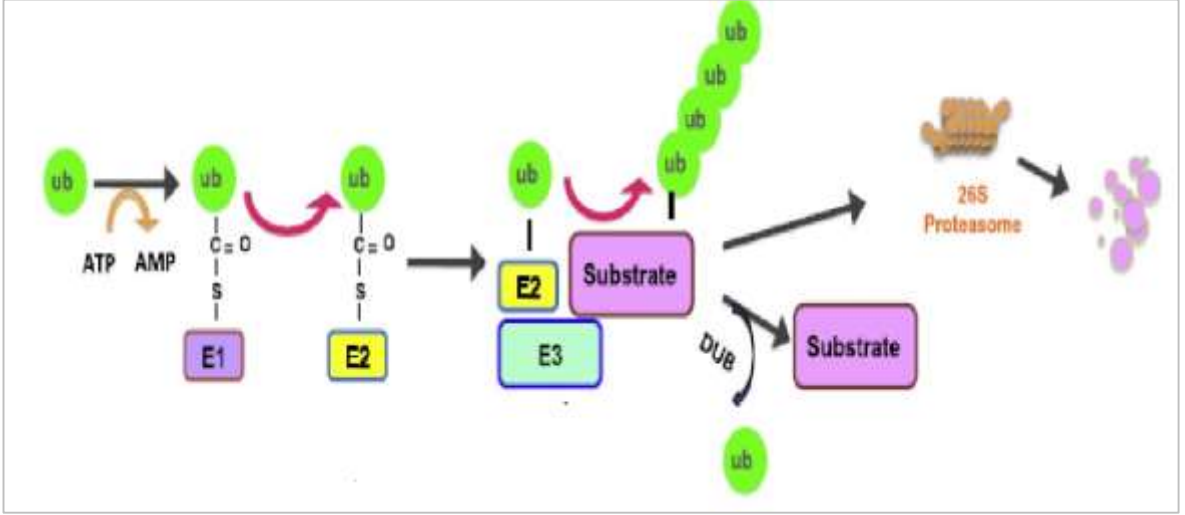 ub
ub
ub
ub
ub
ub
ub
ub
ATP AMP
C = O
S
E1
C = O
S
E2
E2
E3
Substrate
26S
Proteasome
DUB
Substrate
ub